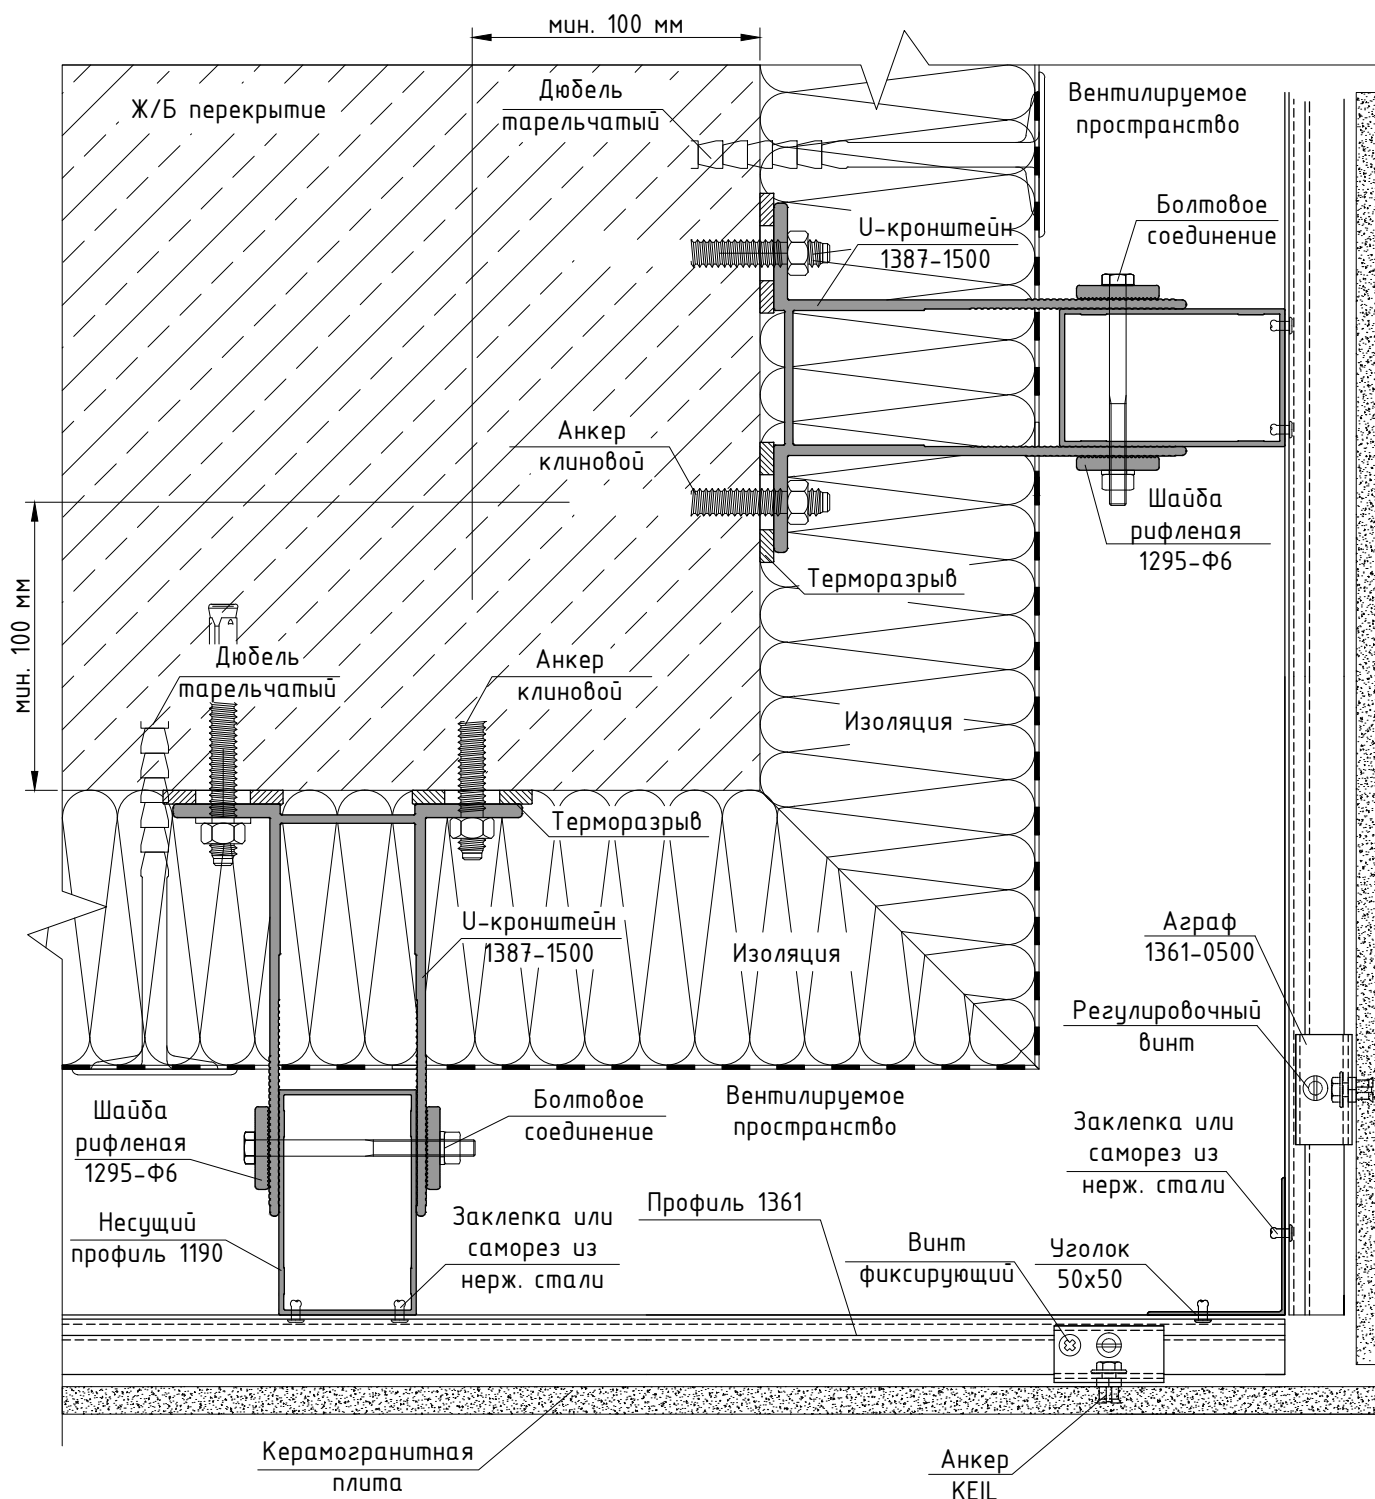 мин. 100 мм
Ж/Б перекрытие
Дюбель
тарельчатый
Вентилируемое
пространство
U-кронштейн
1387-1500
Болтовое
соединение
Анкер
клиновой
Шайба
рифленая
1295-Ф6
Терморазрыв
мин. 100 мм
Дюбель
тарельчатый
Анкер
клиновой
Изоляция
Терморазрыв
U-кронштейн
1387-1500
Изоляция
Аграф
1361-0500
Регулировочный
винт
Шайба
рифленая
1295-Ф6
Болтовое
соединение
Вентилируемое
пространство
Заклепка или
саморез из
нерж. стали
Несущий
профиль 1190
Заклепка или
саморез из
нерж. стали
Профиль 1361
Винт
фиксирующий
Уголок
50x50
Керамогранитная
плита
Анкер
KEIL